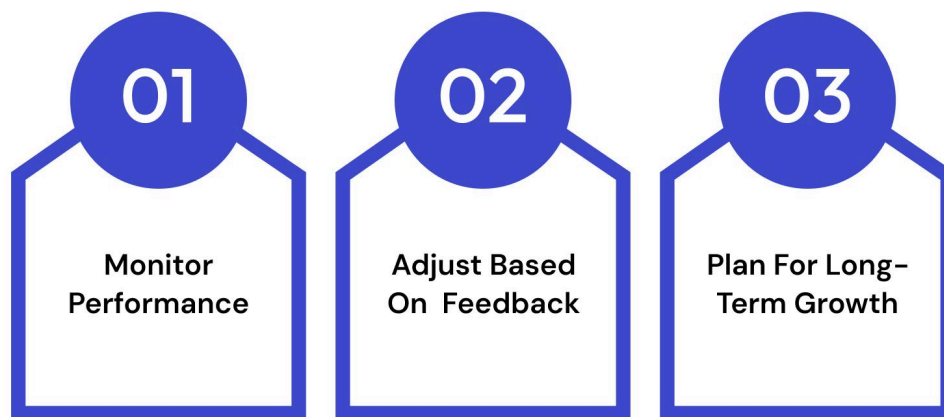 01
Monitor
Performance
02
Adjust Based
On  Feedback
03
Plan For Long-
Term Growth